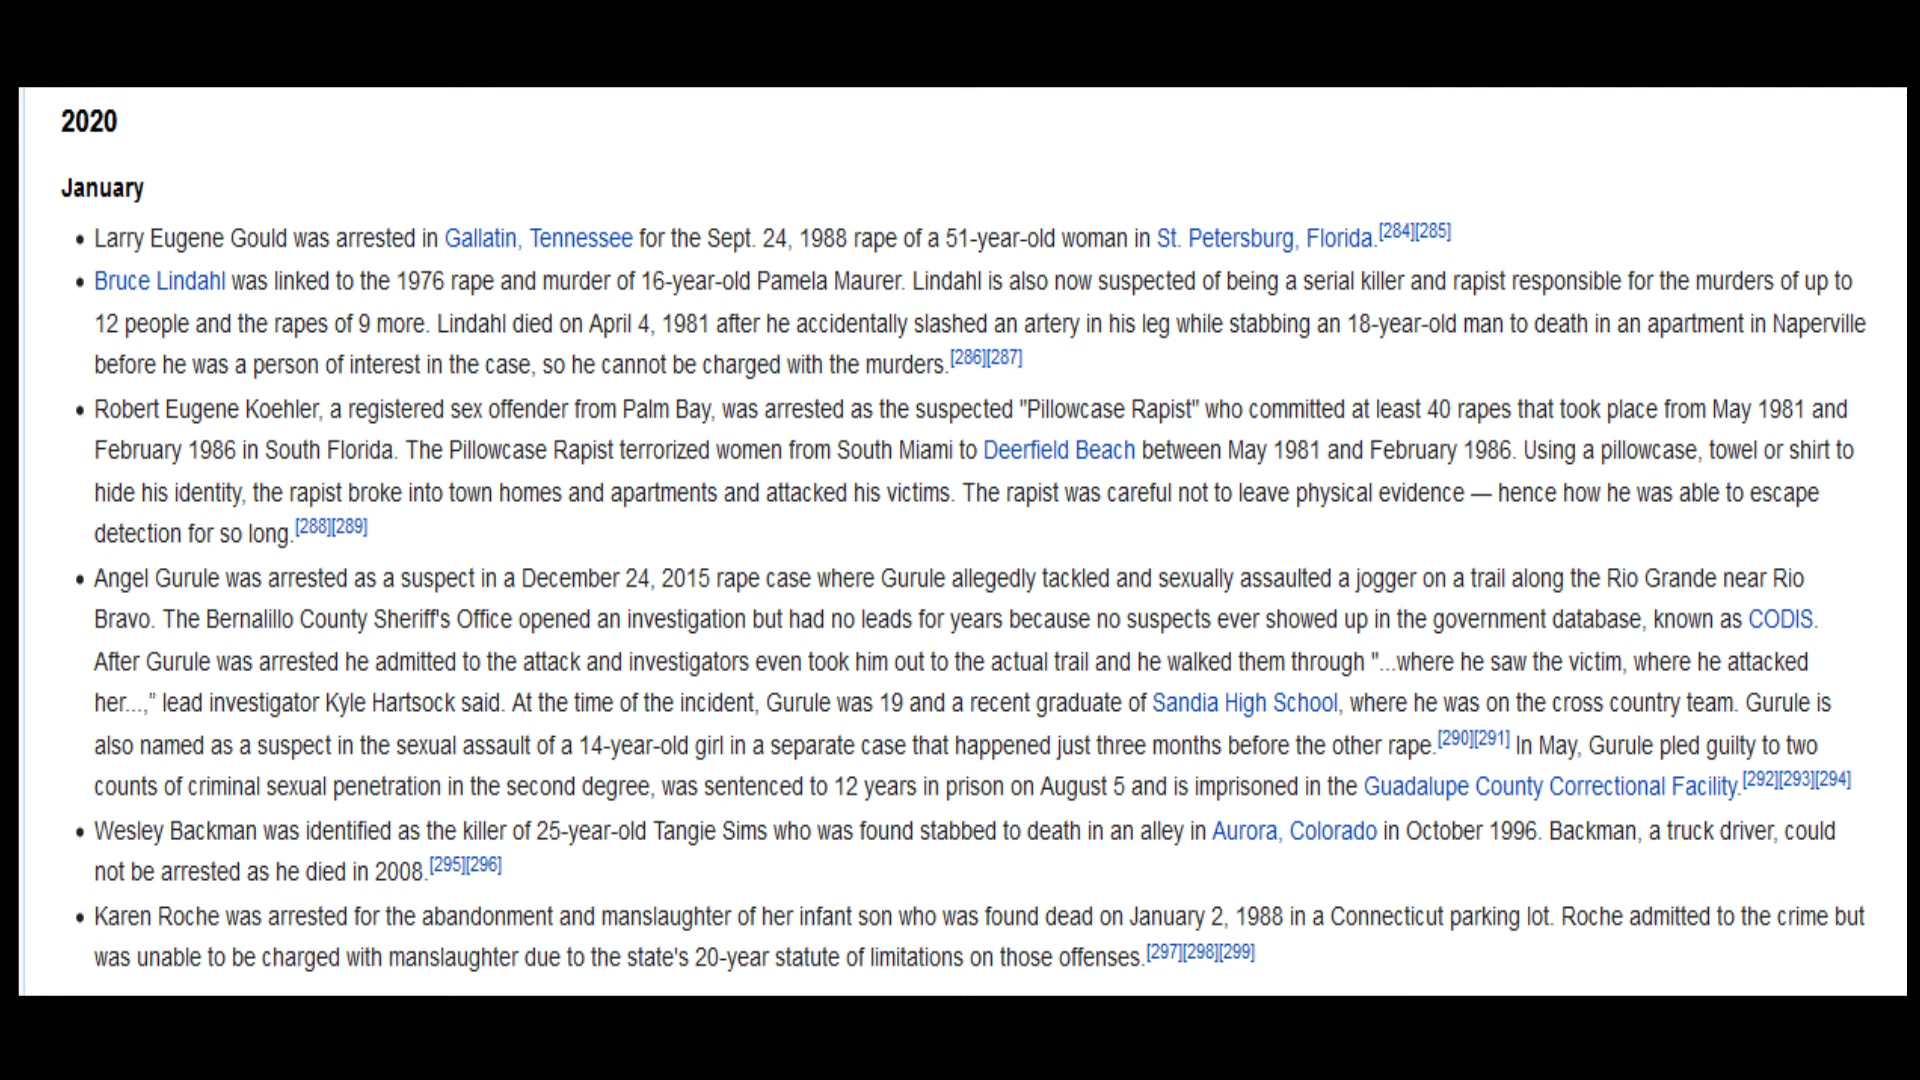 2020
January
Larry Eugene Gould was arrested in Gallatin, Tennessee for the Sept. 24, 1988 rape of a 51-year-old woman in St. Petersburg, Florida.[284][285]
Bruce Lindahl was linked to the 1976 rape and murder of 16-year-old Pamela Maurer. Lindahl is also now suspected of being a serial killer and rapist responsible for the murders of up to
12 people and the rapes of 9 more. Lindahl died on April 4, 1981 after he accidentally slashed an artery in his leg while stabbing an 18-year-old man to death in an apartment in Naperville
before he was a person of interest in the case, so he cannot be charged with the murders.[286][287]
Robert Eugene Koehler, a registered sex offender from Palm Bay, was arrested as the suspected "Pillowcase Rapist" who committed at least 40 rapes that took place from May 1981 and
February 1986 in South Florida. The Pillowcase Rapist terrorized women from South Miami to Deerfield Beach between May 1981 and February 1986. Using a pillowcase, towel or shirt to
hide his identity, the rapist broke into town homes and apartments and attacked his victims. The rapist was careful not to leave physical evidence — hence how he was able to escape
detection for so long.[288][289]
Angel Gurule was arrested as a suspect in a December 24, 2015 rape case where Gurule allegedly tackled and sexually assaulted a jogger on a trail along the Rio Grande near Rio
Bravo. The Bernalillo County Sheriff's Office opened an investigation but had no leads for years because no suspects ever showed up in the government database, known as CODIS.
After Gurule was arrested he admitted to the attack and investigators even took him out to the actual trail and he walked them through "...where he saw the victim, where he attacked
her...,” lead investigator Kyle Hartsock said. At the time of the incident, Gurule was 19 and a recent graduate of Sandia High School, where he was on the cross country team. Gurule is
also named as a suspect in the sexual assault of a 14-year-old girl in a separate case that happened just three months before the other rape.[290][291] In May, Gurule pled guilty to two
counts of criminal sexual penetration in the second degree, was sentenced to 12 years in prison on August 5 and is imprisoned in the Guadalupe County Correctional Facility.[292][293][294]
Wesley Backman was identified as the killer of 25-year-old Tangie Sims who was found stabbed to death in an alley in Aurora, Colorado in October 1996. Backman, a truck driver, could
not be arrested as he died in 2008.[295][296]
Karen Roche was arrested for the abandonment and manslaughter of her infant son who was found dead on January 2, 1988 in a Connecticut parking lot. Roche admitted to the crime but
was unable to be charged with manslaughter due to the state's 20-year statute of limitations on those offenses.[297][298][299]